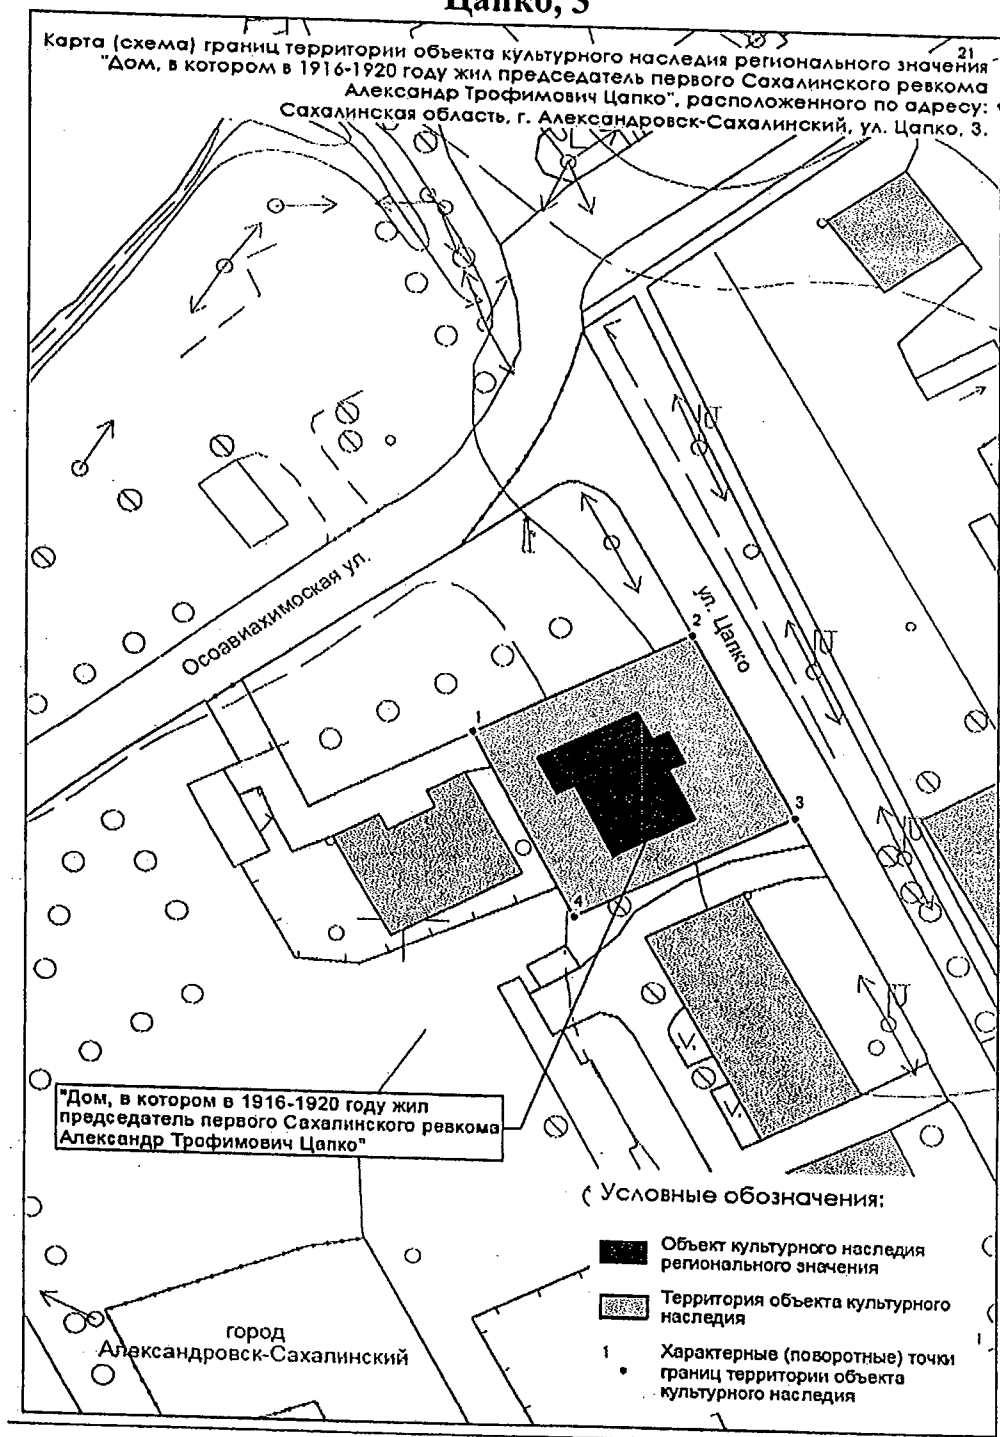 Цапко, 3
21
Карта (схема) границ территории объекта культурного наследия регионального значения
"Дом, в котором в 1916-1920 году жил председатель первого Сахалинского ревкома
Александр Трофимович Цапко", расположенного по адресу:
Сахалинская область, г. Александровск-Сахалинский, ул. Цапко, 3.
Осоавиахимоская ул.
ул. Цапко
2
1
3
4
"Дом, в котором в 1916-1920 году жил
председатель первого Сахалинского ревкома
Александр Трофимович Цапко"
Условные обозначения:
Объект культурного наследия
регионального значения
Территория объекта культурного
наследия
1 Характерные (поворотные) точки
границ территории объекта
культурного наследия
город
Александровск-Сахалинский